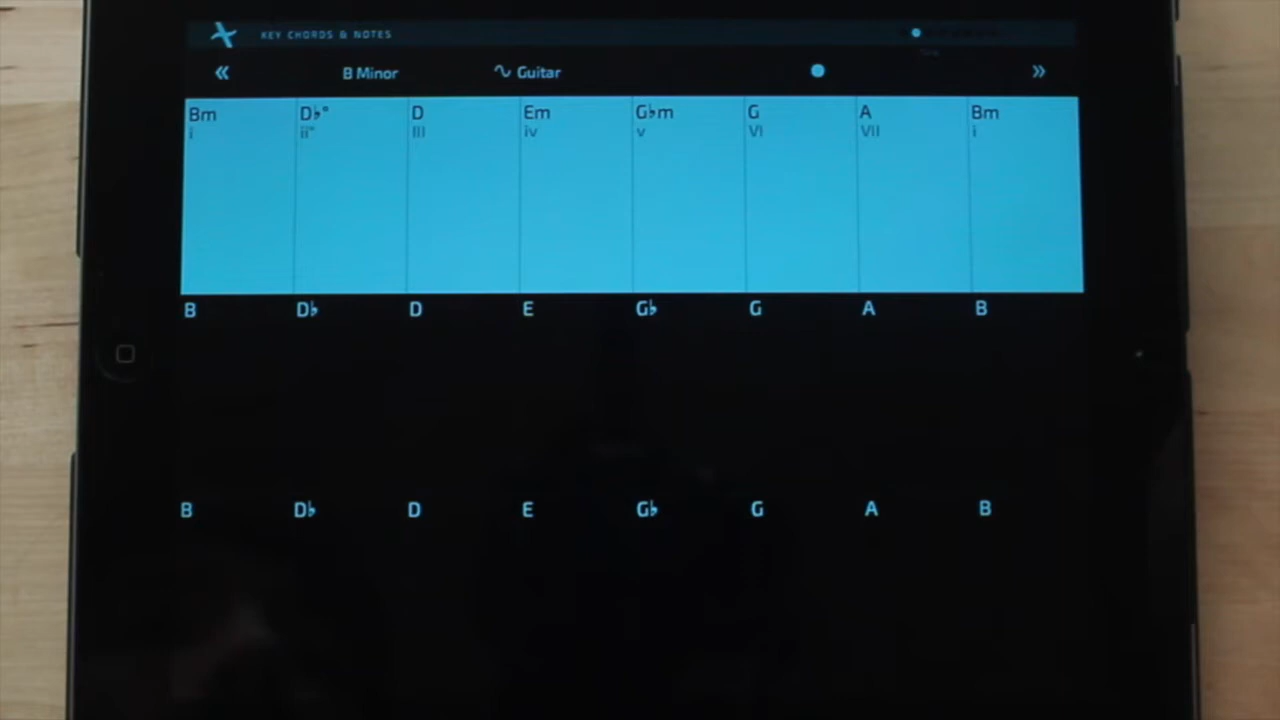 KEY CHORDS & NOTES
« B Minor Guitar »
Bm D♭° D Em G♭m G A Bm
i ii° III iv v VI VII i
B D♭ D E G♭ G A B
B D♭ D E G♭ G A B